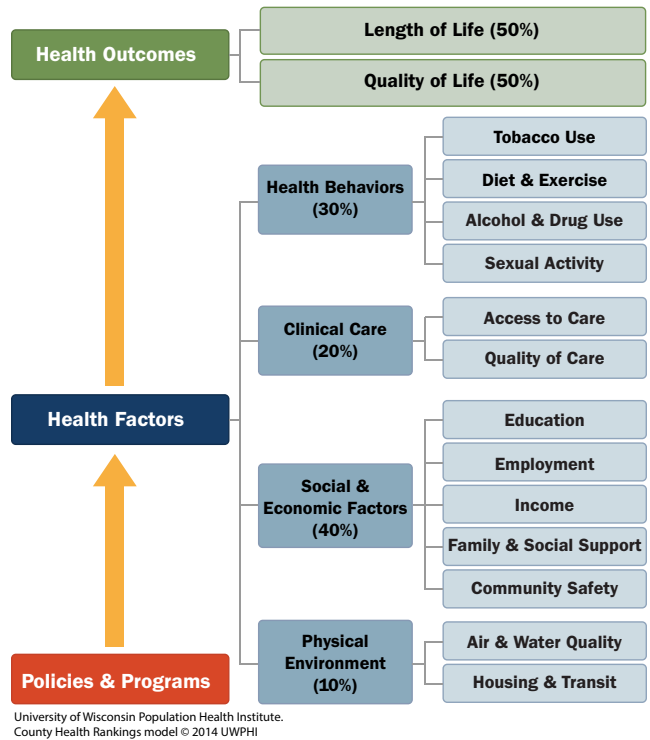 Health Outcomes
Length of Life (50%)
Quality of Life (50%)
Health Behaviors
(30%)
Tobacco Use
Diet & Exercise
Alcohol & Drug Use
Sexual Activity
Clinical Care
(20%)
Access to Care
Quality of Care
Health Factors
Social &
Economic Factors
(40%)
Education
Employment
Income
Family & Social Support
Community Safety
Physical
Environment
(10%)
Air & Water Quality
Housing & Transit
Policies & Programs
University of Wisconsin Population Health Institute.
County Health Rankings model © 2014 UWPHI